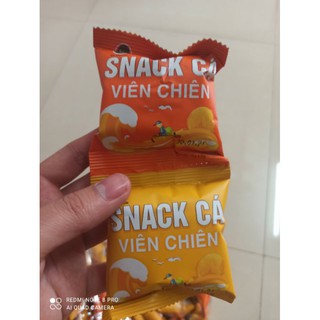 SNACK CÁ
VIÊN CHIÊN
SNACK CÁ
VIÊN CHIÊN
REDMI NOTE 8 PRO
AI QUAD CAMERA